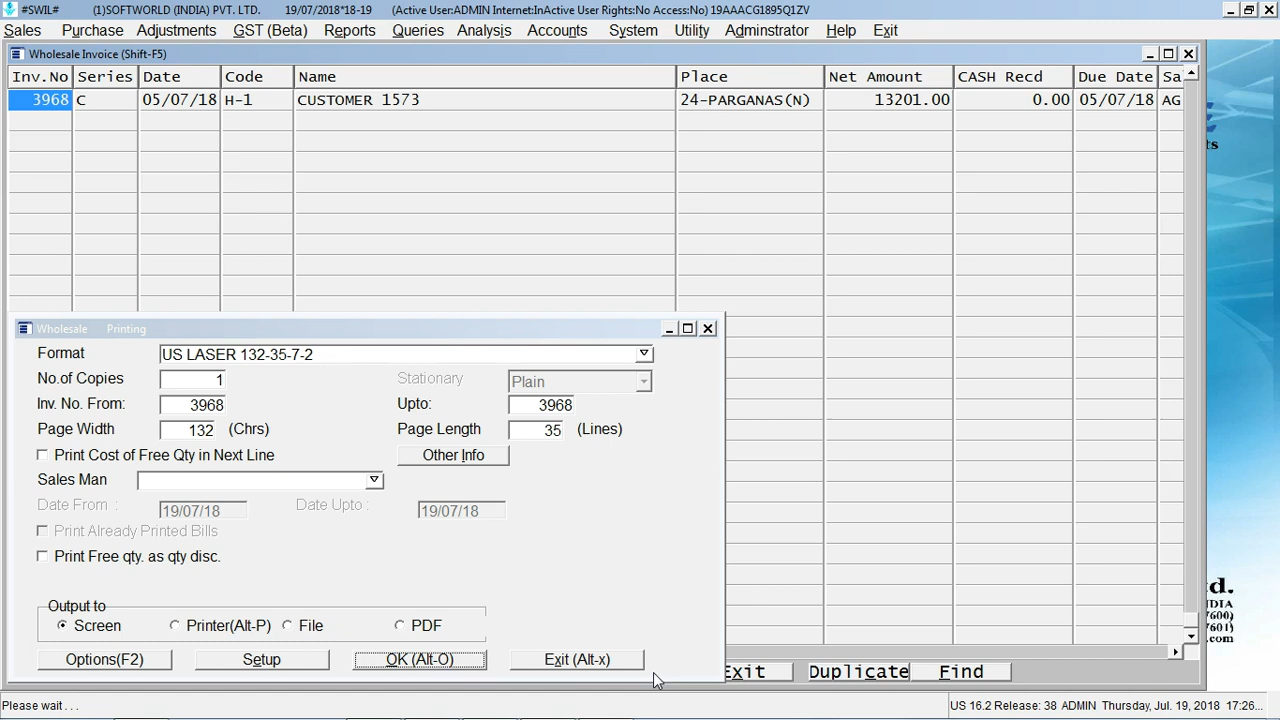 #SWIL# (1)SOFTWORLD (INDIA) PVT. LTD. 19/07/2018*18-19 (Active User:ADMIN Internet:InActive User Rights:No Access:No) 19AAACG1895Q1ZV
Sales Purchase Adjustments GST (Beta) Reports Queries Analysis Accounts System Utility Adminstrator Help Exit
Wholesale Invoice (Shift-F5)
Inv.No Series Date Code Name Place Net Amount CASH Recd Due Date Sa
3968 C 05/07/18 H-1 CUSTOMER 1573 24-PARGANAS(N) 13201.00 0.00 05/07/18 AG
ts
Wholesale Printing
Format US LASER 132-35-7-2
No.of Copies 1 Stationary Plain
Inv. No. From: 3968 Upto: 3968
Page Width 132 (Chrs) Page Length 35 (Lines)
Print Cost of Free Qty in Next Line Other Info
Sales Man
Date From : 19/07/18 Date Upto : 19/07/18
Print Already Printed Bills
Print Free qty. as qty disc.
Output to
Screen Printer(Alt-P) File PDF
Options(F2) Setup OK (Alt-O) Exit (Alt-x)
Exit Duplicate Find
td.
DIA
7600)
7601)
.com
Please wait . . . US 16.2 Release: 38 ADMIN Thursday, Jul. 19, 2018 17:26...